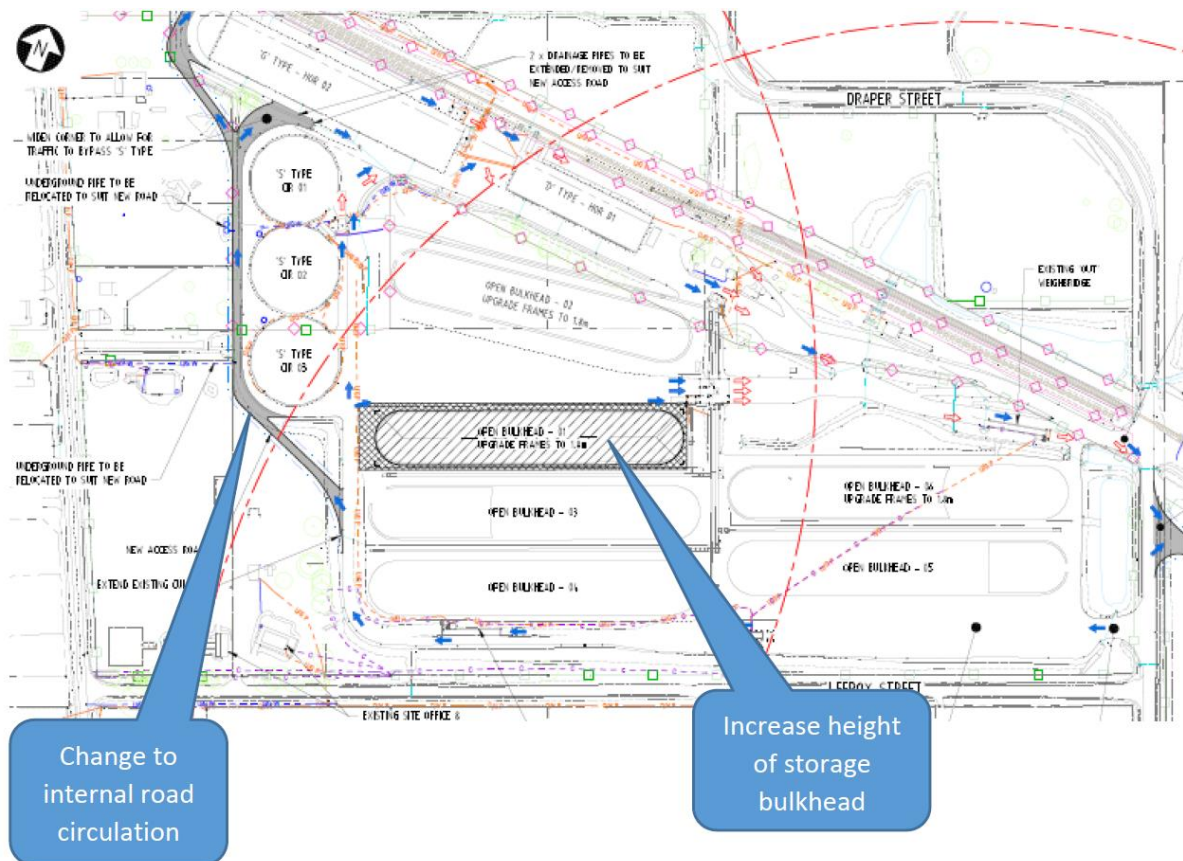 N
2 x DRAINAGE PIPES TO BE
EXTENDED/REMOVED TO SUIT
NEW ACCESS ROAD
'G' TYPE - HOR 02
DRAPER STREET
WIDEN CORNER TO ALLOW FOR
TRAFFIC TO BYPASS 'S' TYPE
'S' TYPE
CIR 01
UNDERGROUND PIPE TO BE
RELOCATED TO SUIT NEW ROAD
'D' TYPE - HOR 01
'S' TYPE
CIR 02
OPEN BULKHEAD - 02
UPGRADE FRAMES TO 1.8m
EXISTING 'OUT'
WEIGHBRIDGE
'S' TYPE
CIR 03
OPEN BULKHEAD - 01
UPGRADE FRAMES TO 1.8m
UNDERGROUND PIPE TO BE
RELOCATED TO SUIT NEW ROAD
OPEN BULKHEAD - 03
OPEN BULKHEAD - 06
UPGRADE FRAMES TO 1.8m
NEW ACCESS ROA
EXTEND EXISTING CUL
OPEN BULKHEAD - 04
OPEN BULKHEAD - 05
LEFROY STREET
EXISTING SITE OFFICE &
Change to
internal road
circulation
Increase height
of storage
bulkhead